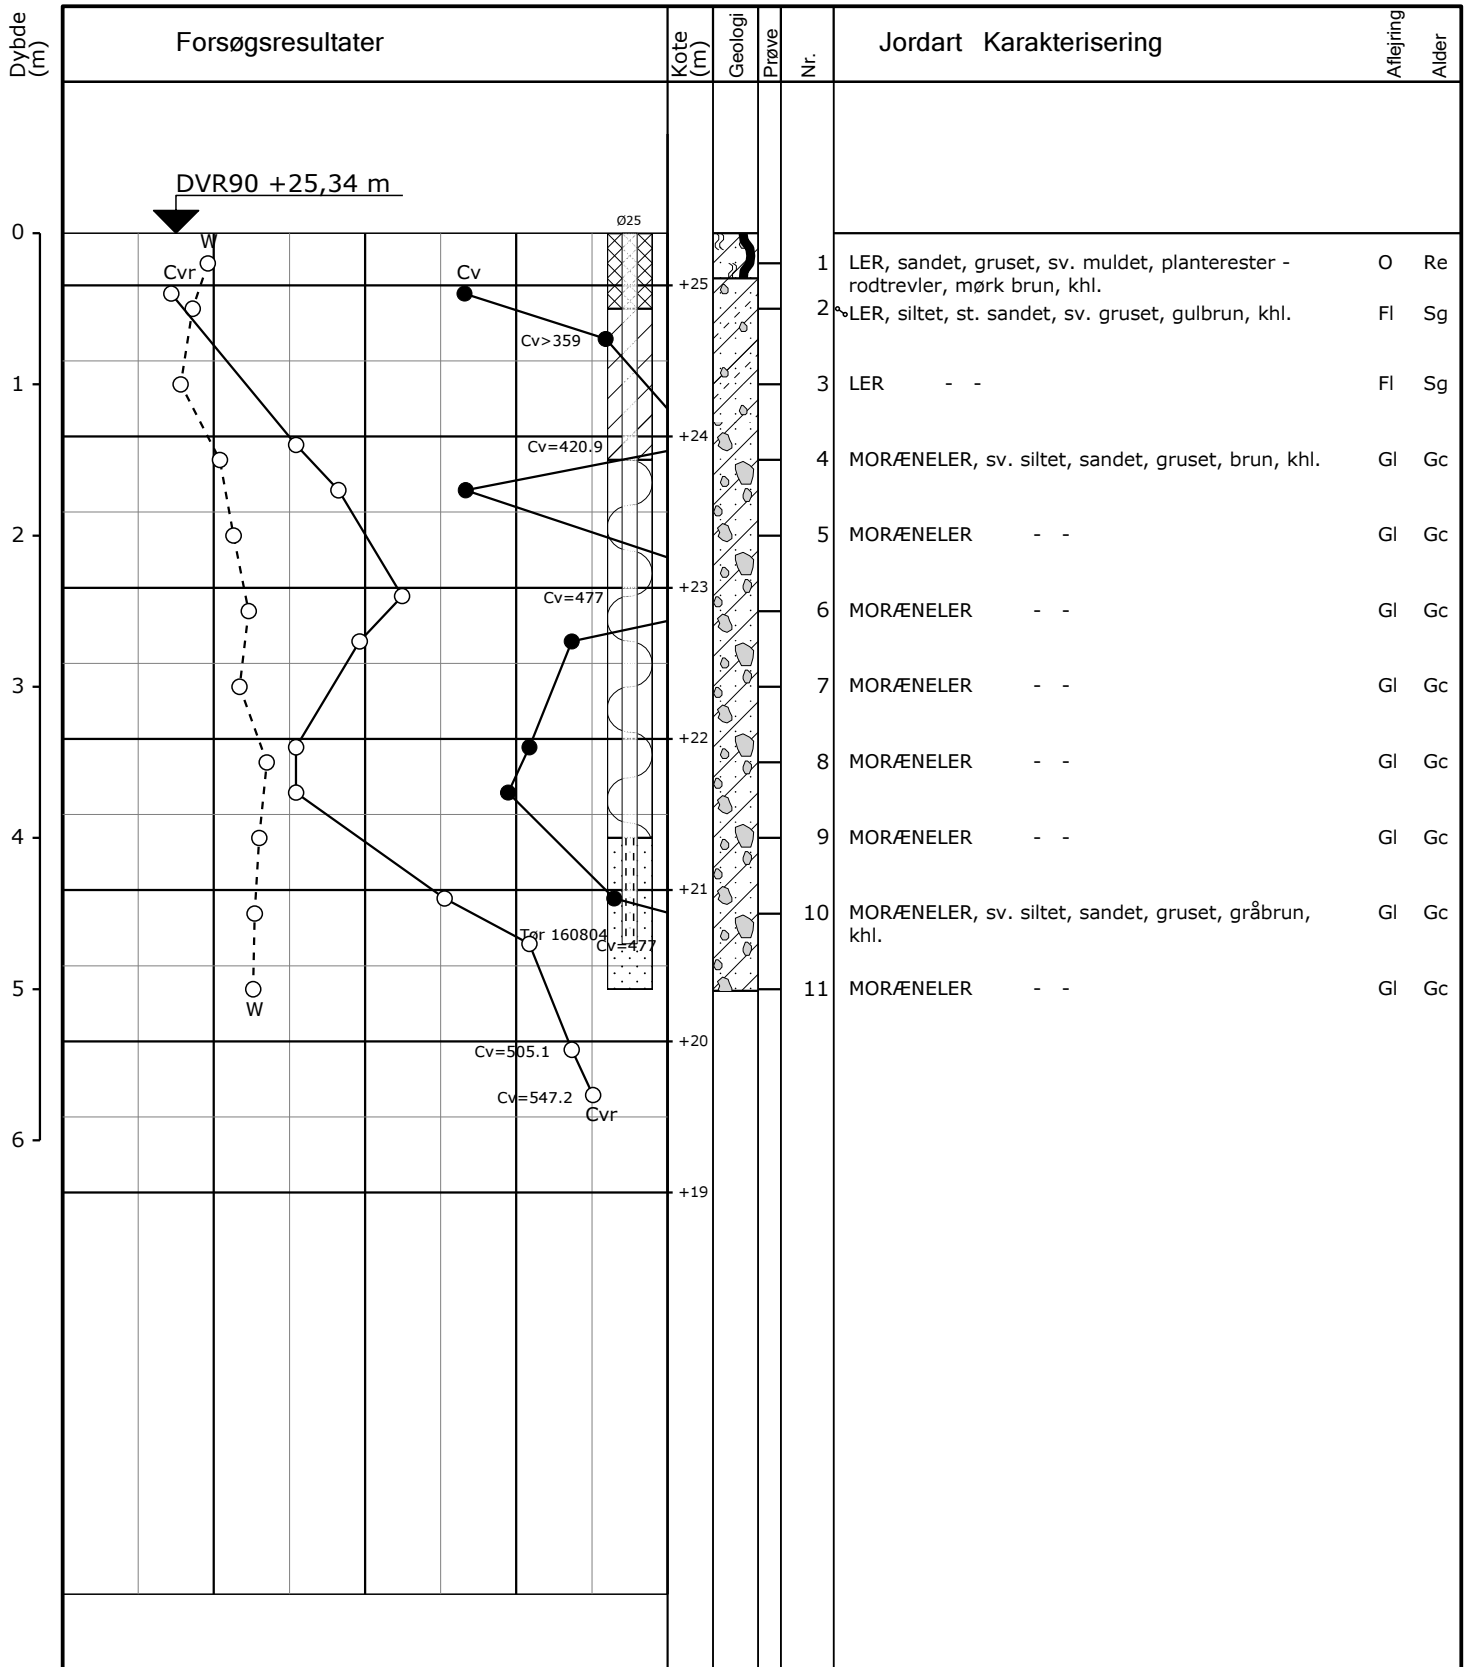 Dybde (m)
Forsøgsresultater
Kote (m)
Geologi
Prøve
Nr.
Jordart Karakterisering
Aflejring
Alder
DVR90 +25,34 m
Ø25
0
W
Cvr
Cv
+25
1 LER, sandet, gruset, sv. muldet, planterester - O Re
rodtrevler, mørk brun, khl.
2 LER, siltet, st. sandet, sv. gruset, gulbrun, khl. Fl Sg
Cv>359
1
3 LER - - Fl Sg
+24
Cv=420.9
4 MORÆNELER, sv. siltet, sandet, gruset, brun, khl. Gl Gc
2
5 MORÆNELER - - Gl Gc
+23
Cv=477
6 MORÆNELER - - Gl Gc
3
7 MORÆNELER - - Gl Gc
+22
8 MORÆNELER - - Gl Gc
4
9 MORÆNELER - - Gl Gc
+21
10 MORÆNELER, sv. siltet, sandet, gruset, gråbrun, Gl Gc
khl.
Tør 160804
Cv=477
5
11 MORÆNELER - - Gl Gc
W
+20
Cv=505.1
Cv=547.2
Cvr
6
+19